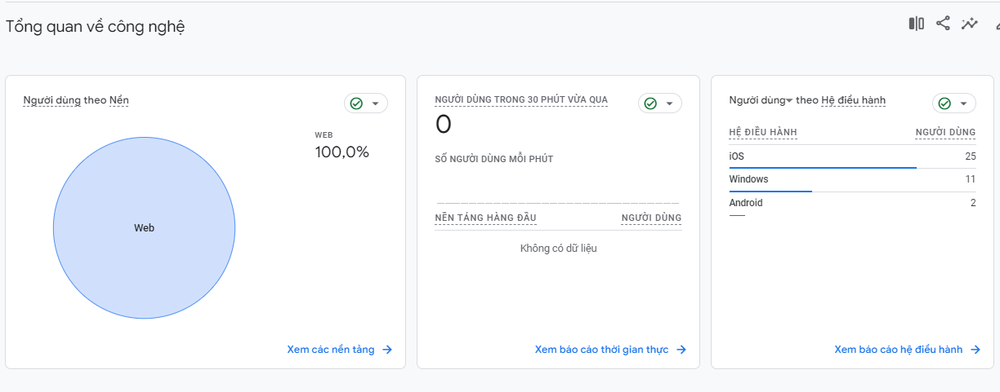 Tổng quan về công nghệ
Người dùng theo Nền
WEB
100,0%
Web
Xem các nền tảng
NGƯỜI DÙNG TRONG 30 PHÚT VỪA QUA
0
SỐ NGƯỜI DÙNG MỖI PHÚT
NỀN TẢNG HÀNG ĐẦU NGƯỜI DÙNG
Không có dữ liệu
Xem báo cáo thời gian thực
Người dùng theo Hệ điều hành
HỆ ĐIỀU HÀNH NGƯỜI DÙNG
iOS 25
Windows 11
Android 2
Xem báo cáo hệ điều hành